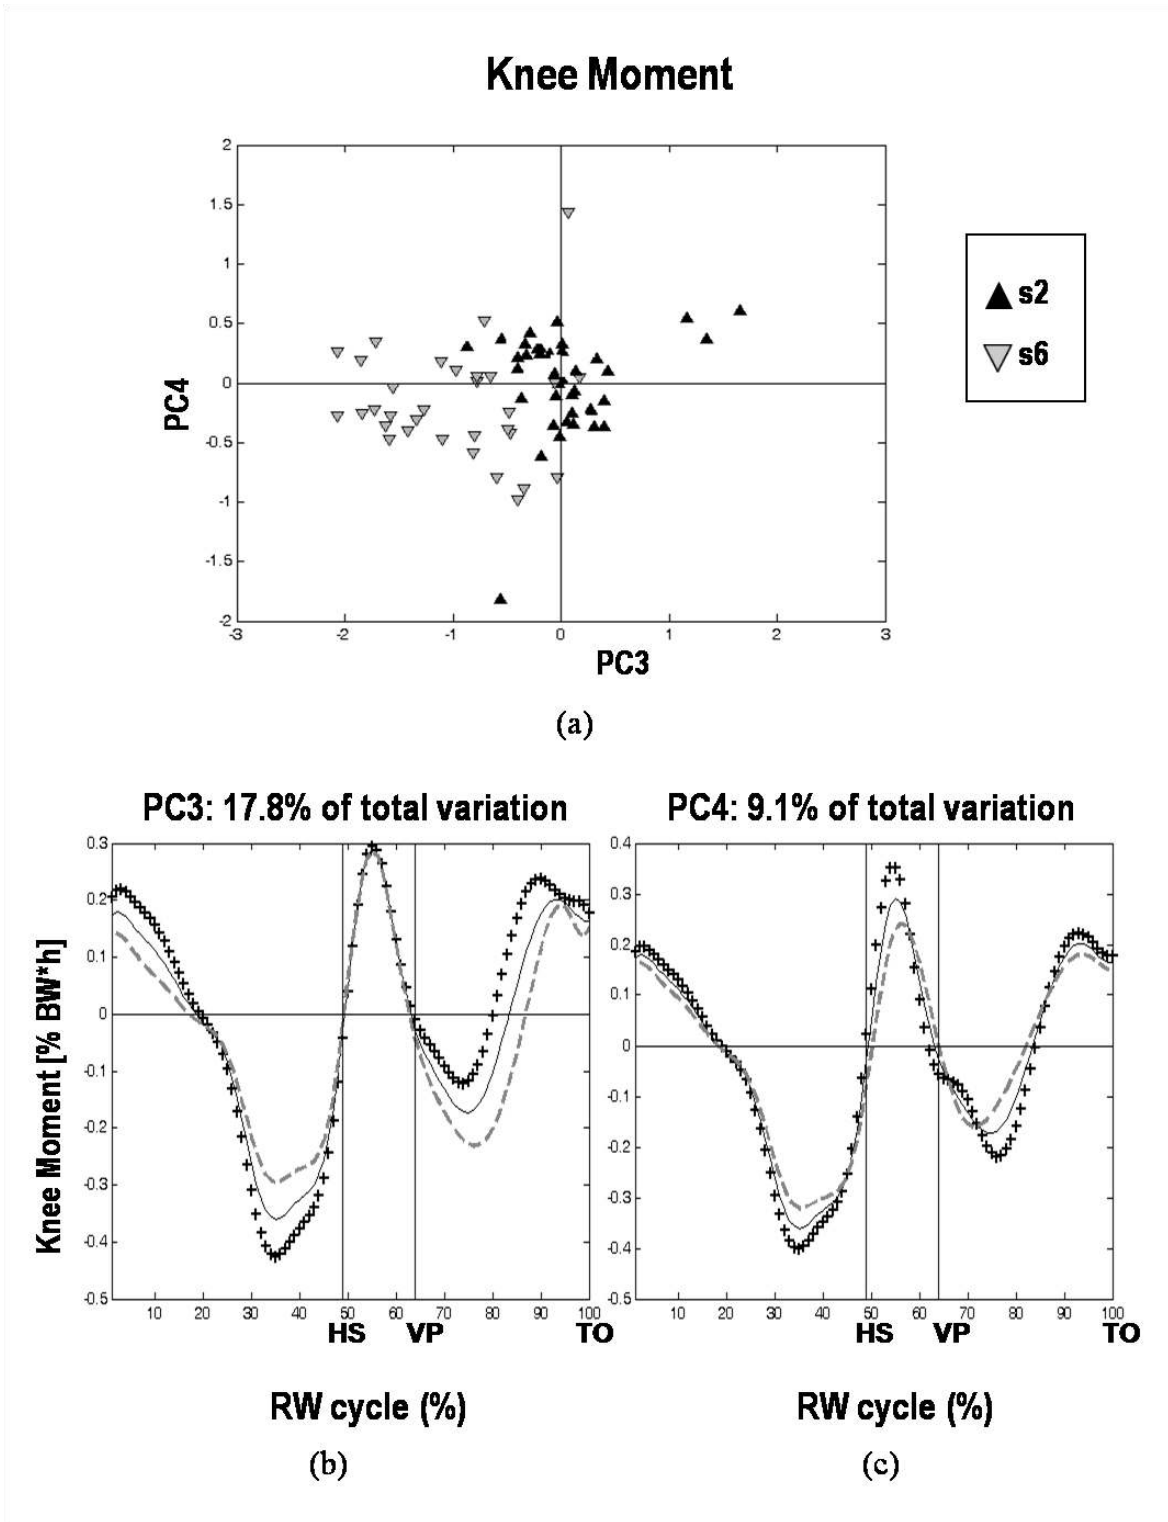 Knee Moment
2
1.5
1
0.5
0
-0.5
-1
-1.5
-2
PC4
-3 -2 -1 0 1 2 3
PC3
s2
s6
(a)
PC3: 17.8% of total variation
0.3
0.2
0.1
0
-0.1
-0.2
-0.3
-0.4
-0.5
Knee Moment [% BW*h]
10 20 30 40 50 60 70 80 90 100
HS VP TO
RW cycle (%)
(b)
PC4: 9.1% of total variation
0.4
0.3
0.2
0.1
0
-0.1
-0.2
-0.3
-0.4
-0.5
10 20 30 40 50 60 70 80 90 100
HS VP TO
RW cycle (%)
(c)